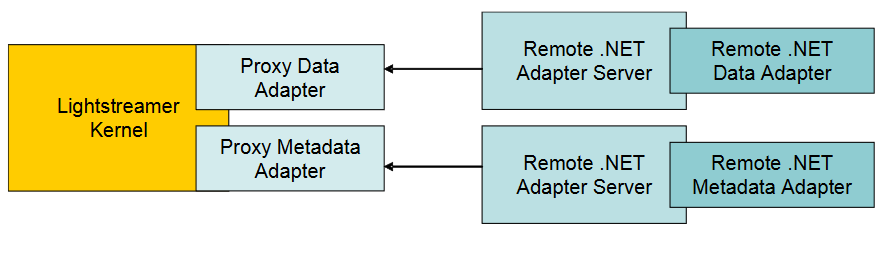 Lightstreamer
Kernel
Proxy Data
Adapter
Proxy Metadata
Adapter
Remote .NET
Adapter Server
Remote .NET
Data Adapter
Remote .NET
Adapter Server
Remote .NET
Metadata Adapter